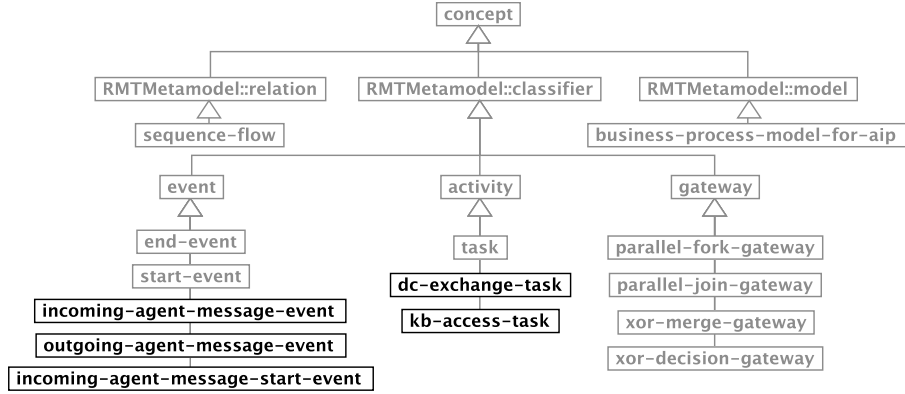 concept
RMTMetamodel::relation
RMTMetamodel::classifier
RMTMetamodel::model
sequence-flow
business-process-model-for-aip
event
activity
gateway
end-event
task
parallel-fork-gateway
start-event
dc-exchange-task
parallel-join-gateway
incoming-agent-message-event
kb-access-task
xor-merge-gateway
outgoing-agent-message-event
xor-decision-gateway
incoming-agent-message-start-event